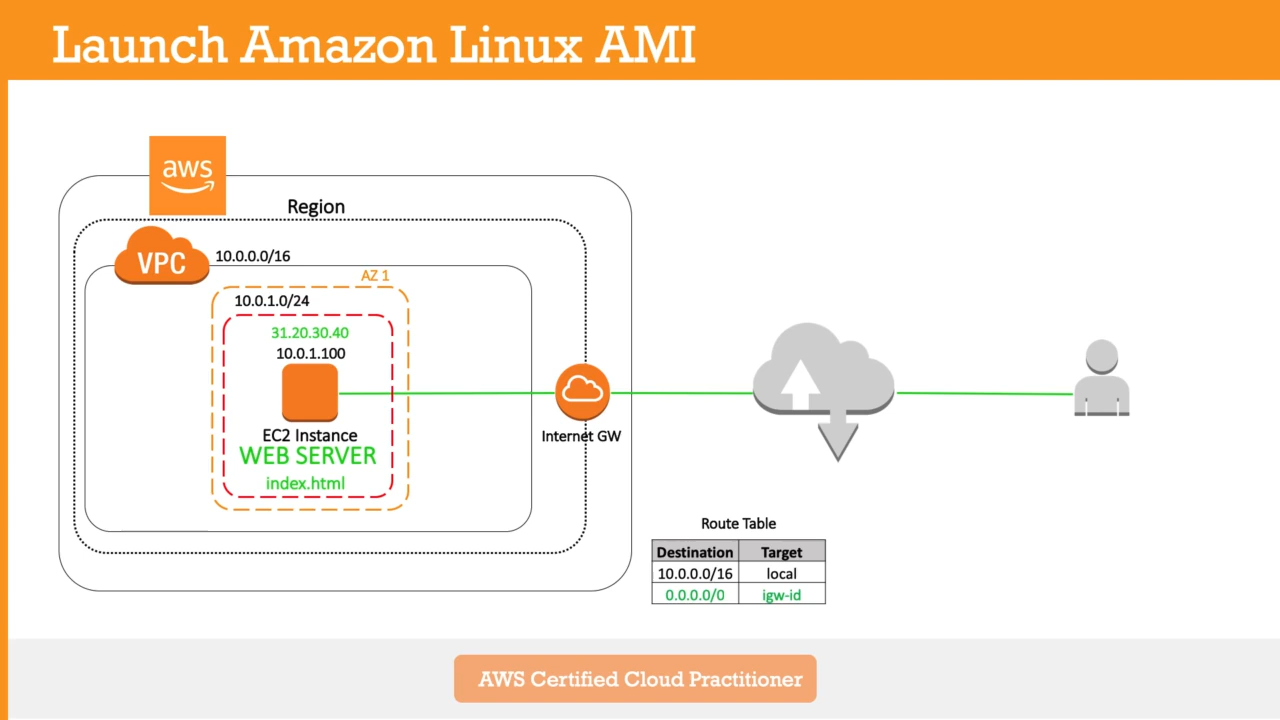 Launch Amazon Linux AMI
aws
Region
VPC
10.0.0.0/16
AZ 1
10.0.1.0/24
31.20.30.40
10.0.1.100
EC2 Instance
WEB SERVER
index.html
Internet GW
Route Table
Destination Target
10.0.0.0/16 local
0.0.0.0/0 igw-id
AWS Certified Cloud Practitioner